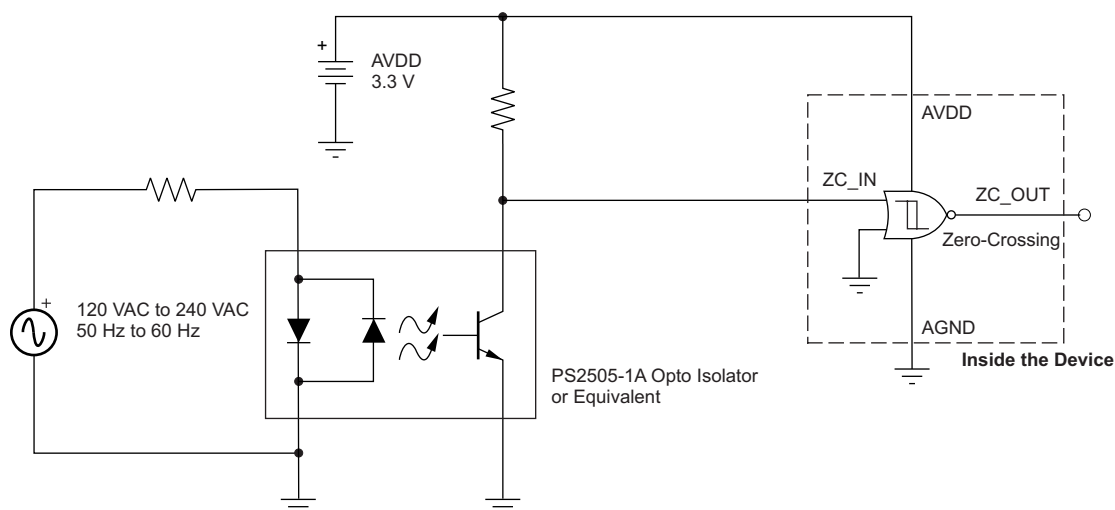 +
AVDD
3.3 V
AVDD
ZC_IN
ZC_OUT
Zero-Crossing
+
120 VAC to 240 VAC
50 Hz to 60 Hz
AGND
Inside the Device
PS2505-1A Opto Isolator
or Equivalent